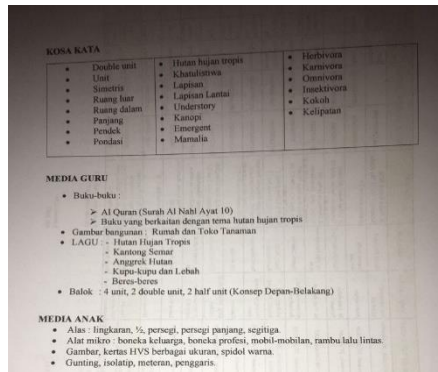 KOSA KATA
• Double unit
• Unit
• Simetris
• Ruang luar
• Ruang dalam
• Panjang
• Pendek
• Pondasi
• Hutan hujan tropis
• Khatulistiwa
• Lapisan
• Lapisan Lantai
• Understory
• Kanopi
• Emergent
• Mamalia
• Herbivora
• Karnivora
• Omnivora
• Insektivora
• Kokoh
• Kelipatan
MEDIA GURU
• Buku-buku :
➢ Al Quran (Surah Al Nahl Ayat 10)
➢ Buku yang berkaitan dengan tema hutan hujan tropis
• Gambar bangunan : Rumah dan Toko Tanaman
• LAGU : - Hutan Hujan Tropis
- Kantong Semar
- Anggrek Hutan
- Kupu-kupu dan Lebah
- Beres-beres
• Balok : 4 unit, 2 double unit, 2 half unit (Konsep Depan-Belakang)
MEDIA ANAK
• Alas : lingkaran, ½, persegi, persegi panjang, segitiga.
• Alat mikro : boneka keluarga, boneka profesi, mobil-mobilan, rambu lalu lintas.
• Gambar, kertas HVS berbagai ukuran, spidol warna.
• Gunting, isolatip, meteran, penggaris.